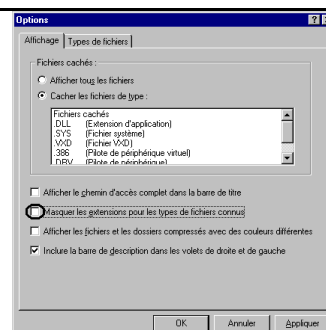 Options
Affichage
Types de fichiers
Fichiers cachés :
Afficher tous les fichiers
Cacher les fichiers de type :
Fichiers cachés
.DLL (Extension d'application)
.SYS (Fichier système)
.VXD (Fichier VXD)
.386 (Pilote de périphérique virtuel)
.DRV (Pilote de périphérique)
Afficher le chemin d'accès complet dans la barre de titre
Masquer les extensions pour les types de fichiers connus
Afficher les fichiers et les dossiers compressés avec des couleurs différentes
Inclure la barre de description dans les volets de droite et de gauche
OK Annuler Appliquer